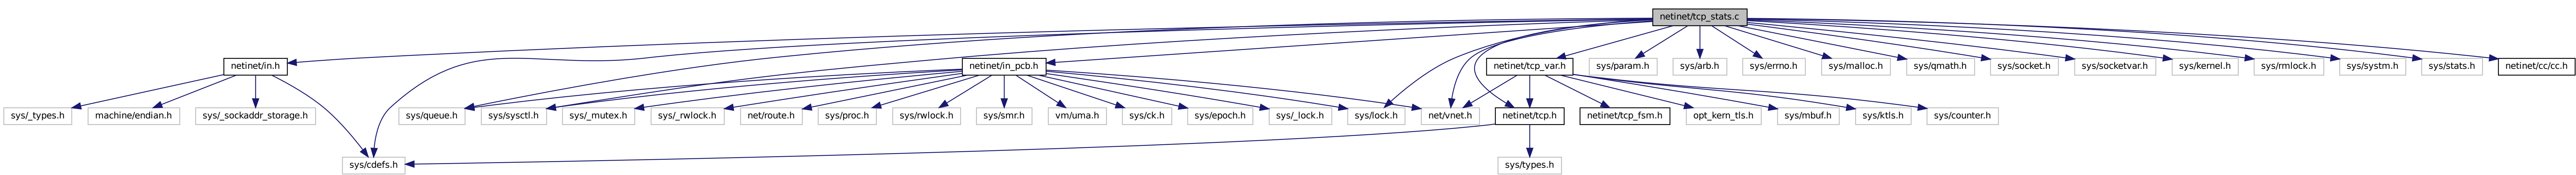 netinet/tcp_stats.c
netinet/in.h
netinet/in_pcb.h
netinet/tcp_var.h
sys/param.h
sys/arb.h
sys/errno.h
sys/malloc.h
sys/qmath.h
sys/socket.h
sys/socketvar.h
sys/kernel.h
sys/rmlock.h
sys/systm.h
sys/stats.h
netinet/cc/cc.h
sys/_types.h
machine/endian.h
sys/_sockaddr_storage.h
sys/queue.h
sys/sysctl.h
sys/_mutex.h
sys/_rwlock.h
net/route.h
sys/proc.h
sys/rwlock.h
sys/smr.h
vm/uma.h
sys/ck.h
sys/epoch.h
sys/_lock.h
sys/lock.h
net/vnet.h
netinet/tcp.h
netinet/tcp_fsm.h
opt_kern_tls.h
sys/mbuf.h
sys/ktls.h
sys/counter.h
sys/cdefs.h
sys/types.h